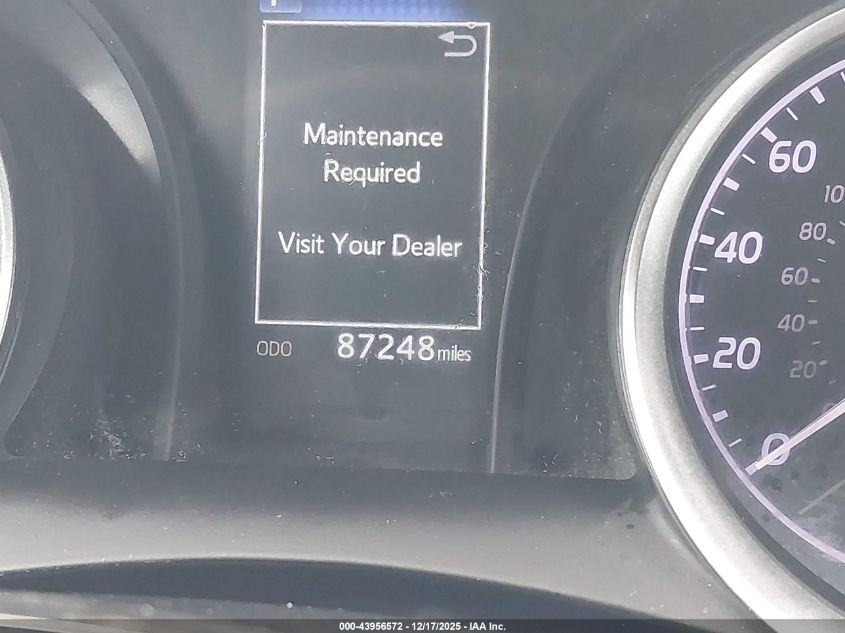 Maintenance
Required
Visit Your Dealer
ODO 87248 miles
60
40
20
0
80
60
40
20
000-43956572 - 12/17/2025 - IAA Inc.